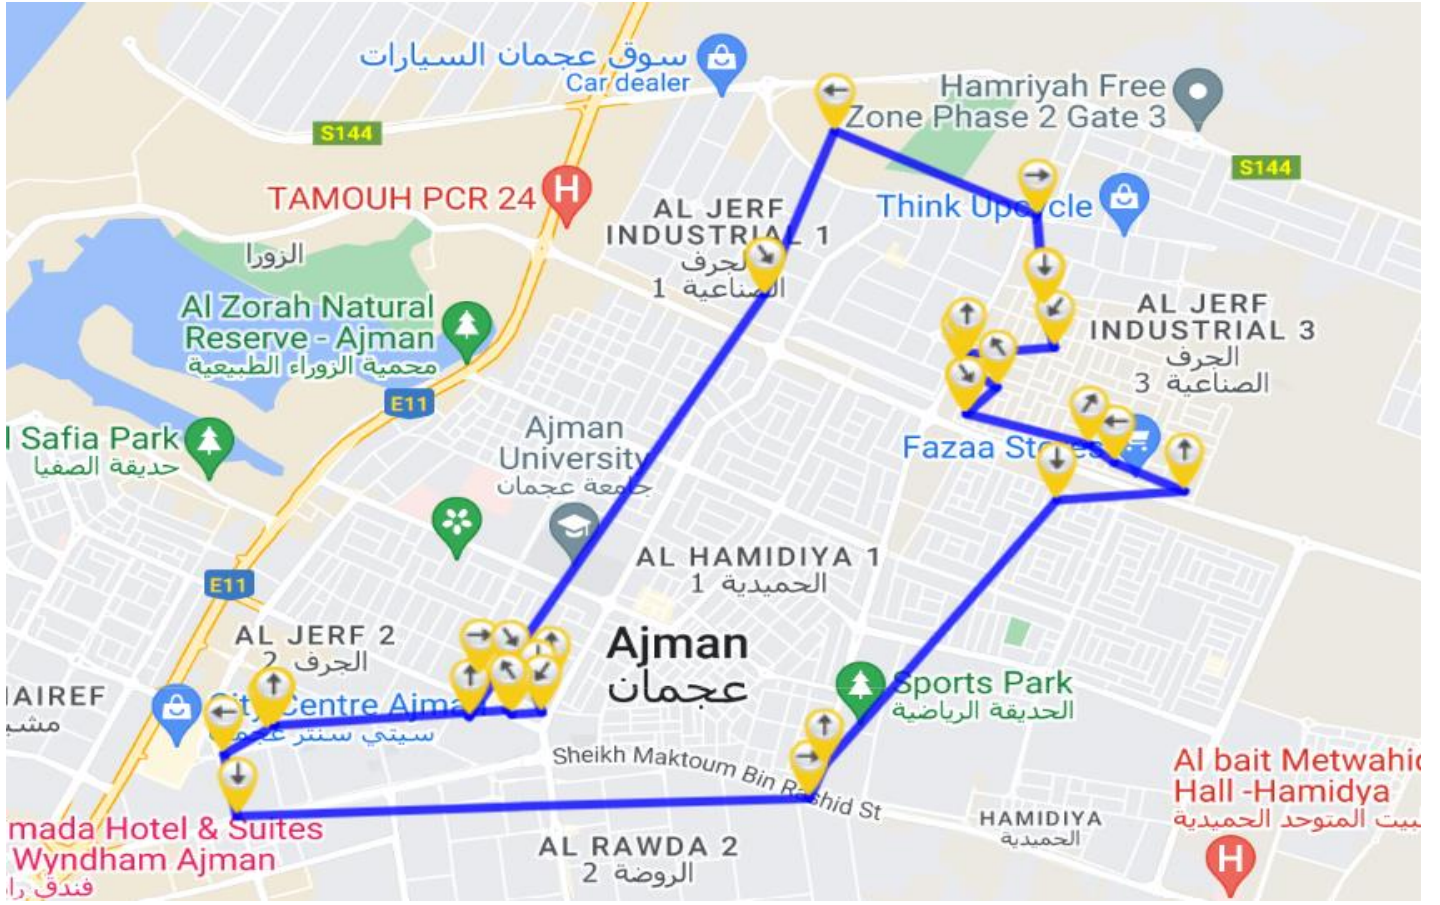 سوق عجمان السيارات
Car dealer
Hamriyah Free
Zone Phase 2 Gate 3
S144
S144
TAMOUH PCR 24
H
AL JERF
INDUSTRIAL 1
الجرف
الصناعية 1
Think Upcycle
الزورا
Al Zorah Natural
Reserve - Ajman
محمية الزوراء الطبيعية
AL JERF
INDUSTRIAL 3
الجرف
الصناعية 3
E11
Safia Park
حديقة الصفيا
Ajman
University
جامعة عجمان
Fazaa Stores
AL HAMIDIYA 1
الحميدية 1
E11
AL JERF 2
الجرف 2
Ajman
عجمان
City Centre Ajman
سيتي سنتر عجمان
Sports Park
الحديقة الرياضية
Sheikh Maktoum Bin Rashid St
Al bait
Hall -Hamidya
البيت المتوحد الحميدية
H
HAMIDIYA
الحميدية
mada Hotel & Suites
Wyndham Ajman
فندق
AL RAWDA 2
الروضة 2